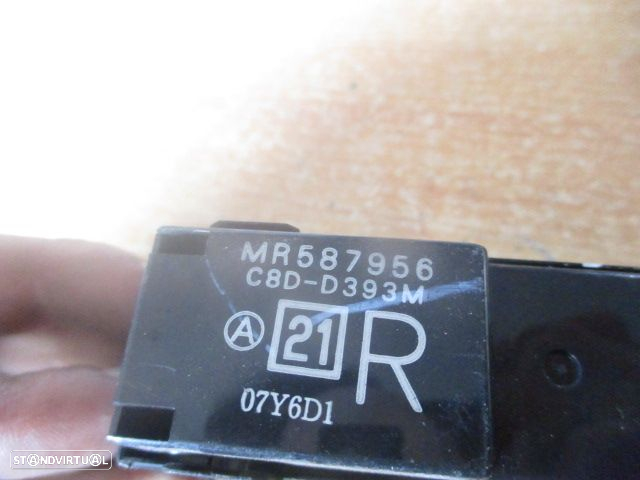 MR587956
C8D-D393M
A 21 R
07Y6D1
STANDVIRTUAL